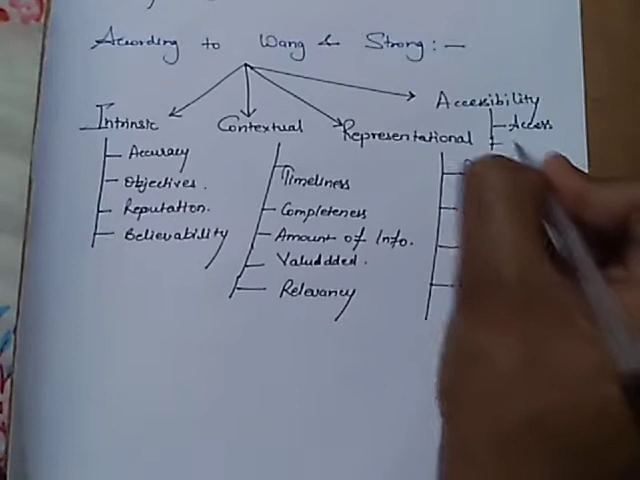 According to Wang & Strong :-
Accessibility
Access
Intrinsic
Accuracy
Objectives.
Reputation.
Believability
Contextual
Timeliness
Completeness
Amount of Info.
Valuddded.
Relevancy
Representational